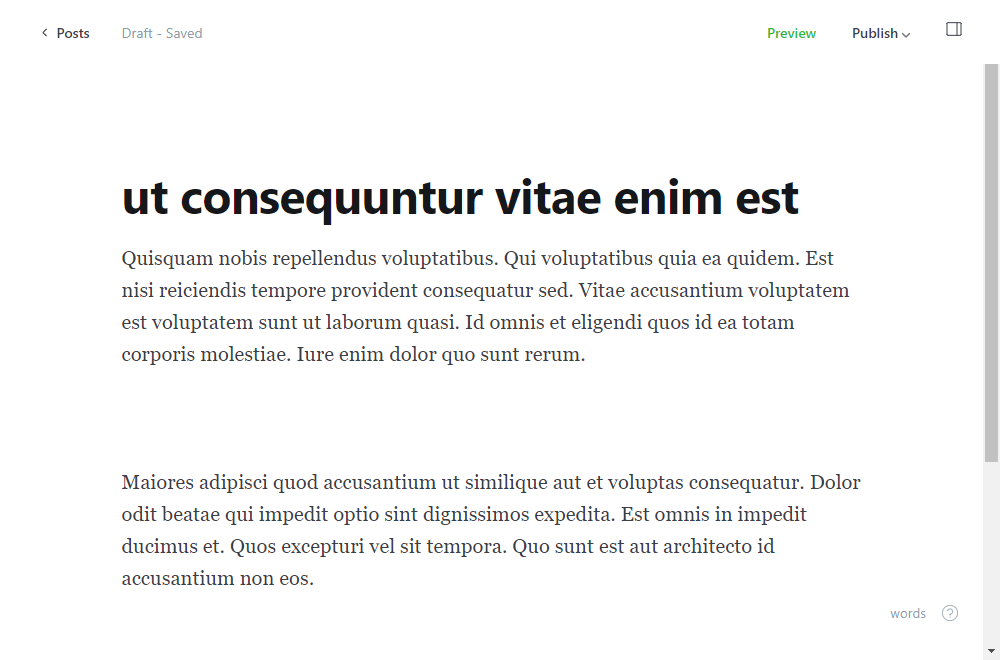 Posts
Draft - Saved
Preview
Publish
ut consequuntur vitae enim est
Quisquam nobis repellendus voluptatibus. Qui voluptatibus quia ea quidem. Est
nisi reiciendis tempore provident consequatur sed. Vitae accusantium voluptatem
est voluptatem sunt ut laborum quasi. Id omnis et eligendi quos id ea totam
corporis molestiae. Iure enim dolor quo sunt rerum.
Maiores adipisci quod accusantium ut similique aut et voluptas consequatur. Dolor
odit beatae qui impedit optio sint dignissimos expedita. Est omnis in impedit
ducimus et. Quos excepturi vel sit tempora. Quo sunt est aut architecto id
accusantium non eos.
words
?